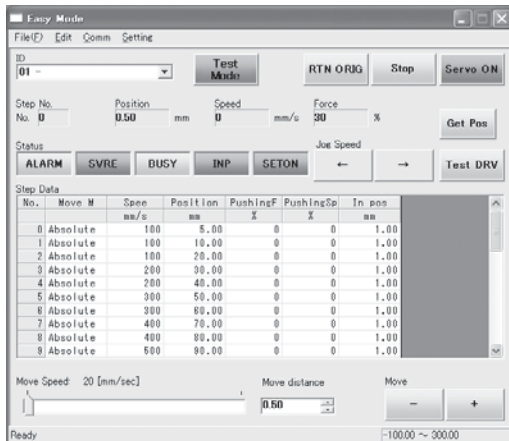 Easy Mode
File(F) Edit Comm Setting
ID
01 -
Test Mode
RTN ORIG Stop Servo ON
Step No. Position Speed Force
No. 0 0.50 mm 0 mm/s 30 %
Get Pos
Status Jog Speed
ALARM SVRE BUSY INP SETON ← → Test DRV
Step Data
No. Move M Spee Position PushingF PushingSp In pos
mm/s mm % % mm
0 Absolute 100 5.00 0 0 1.00
1 Absolute 100 10.00 0 0 1.00
2 Absolute 100 20.00 0 0 1.00
3 Absolute 200 30.00 0 0 1.00
4 Absolute 200 40.00 0 0 1.00
5 Absolute 300 50.00 0 0 1.00
6 Absolute 300 60.00 0 0 1.00
7 Absolute 400 70.00 0 0 1.00
8 Absolute 400 80.00 0 0 1.00
9 Absolute 500 90.00 0 0 1.00
Move Speed: 20 [mm/sec] Move distance Move
0.50 - +
Ready -100.00 ~ 300.00